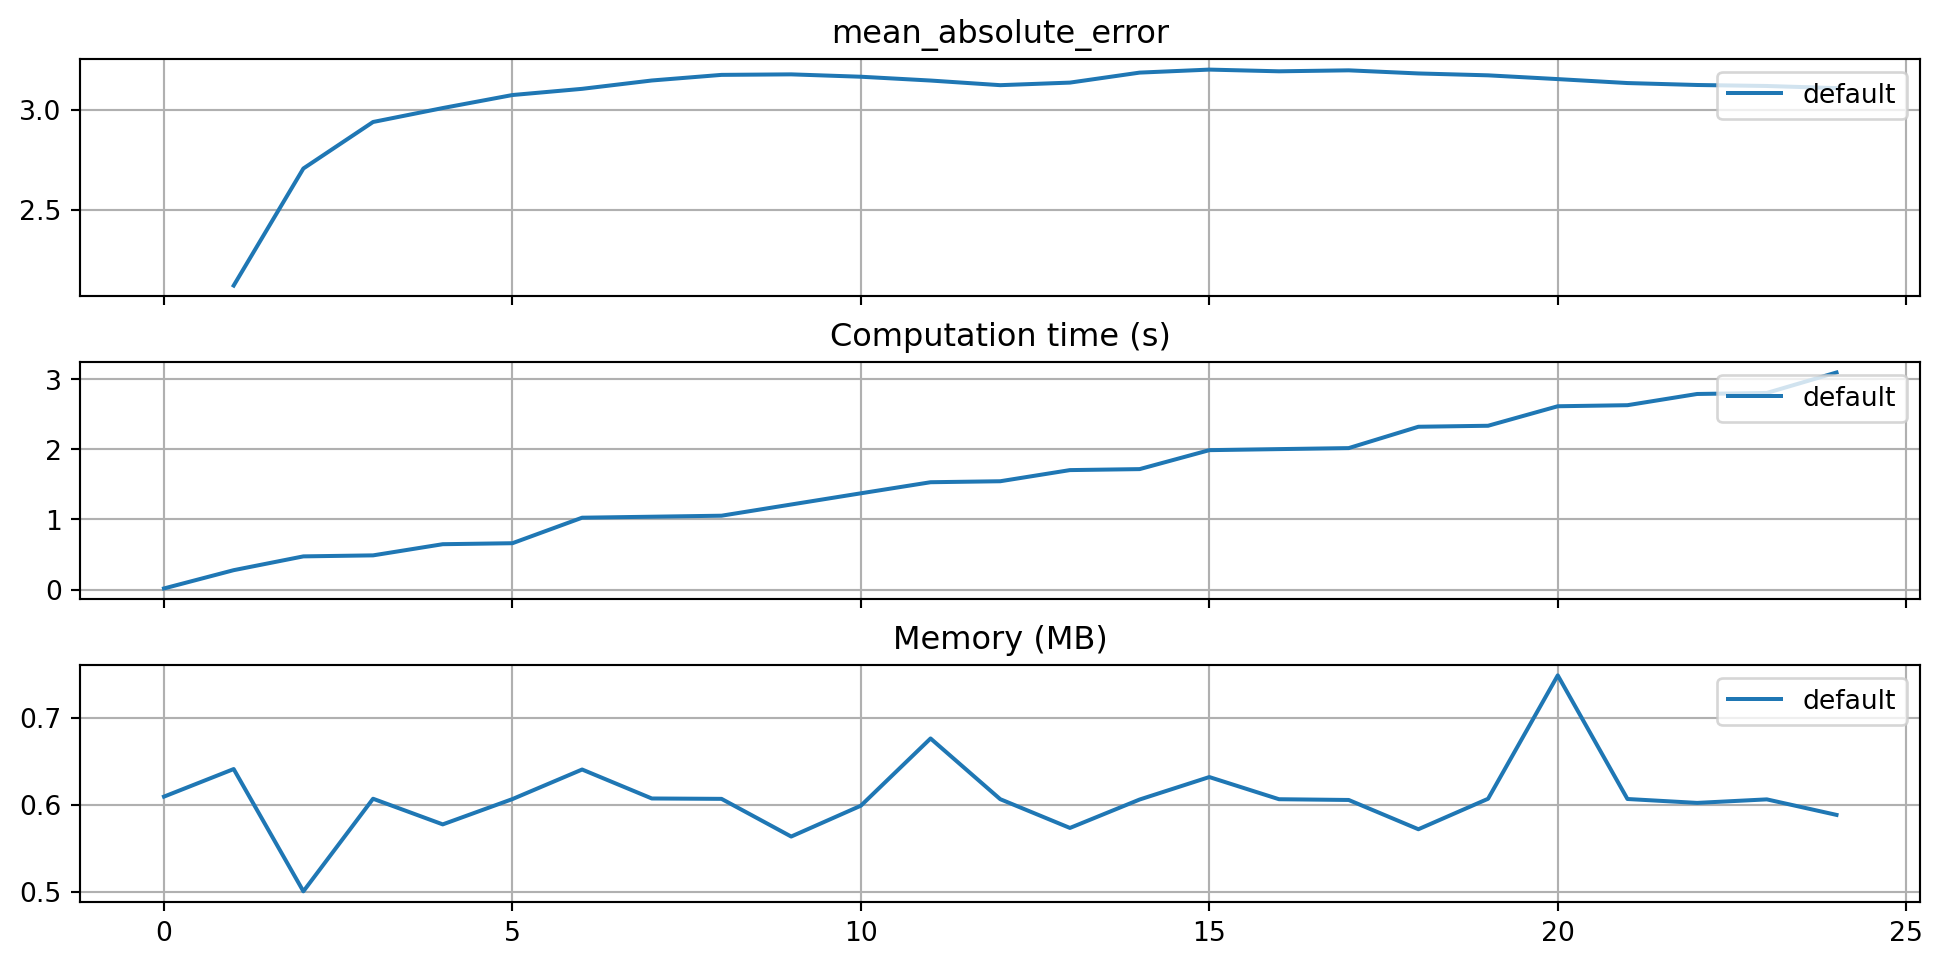 mean_absolute_error
3.0
2.5
default
Computation time (s)
3
2
1
0
default
Memory (MB)
0.7
0.6
0.5
default
0 5 10 15 20 25